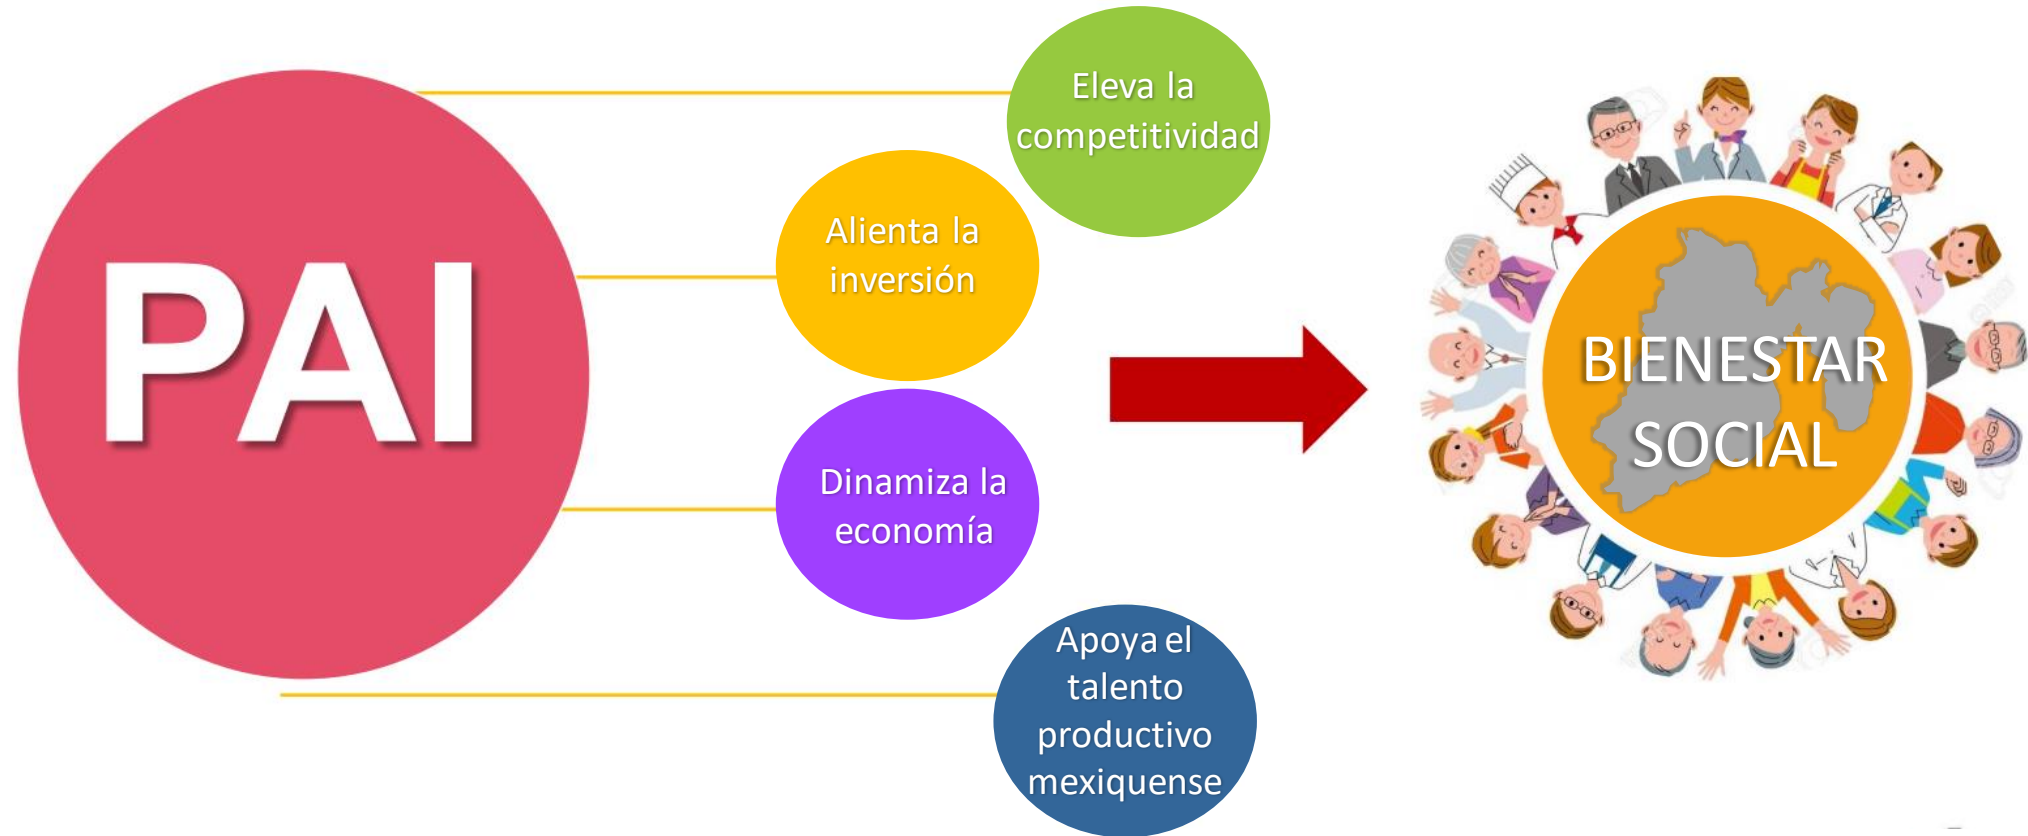 PAI
Eleva la
competitividad
Alienta la
inversión
Dinamiza la
economía
Apoya el
talento
productivo
mexiquense
BIENESTAR
SOCIAL